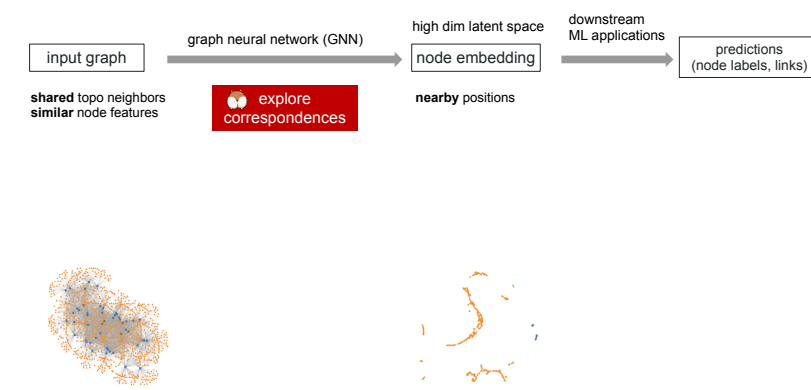 graph neural network (GNN)
high dim latent space
downstream
ML applications
input graph
node embedding
predictions
(node labels, links)
shared topo neighbors
similar node features
explore
correspondences
nearby positions